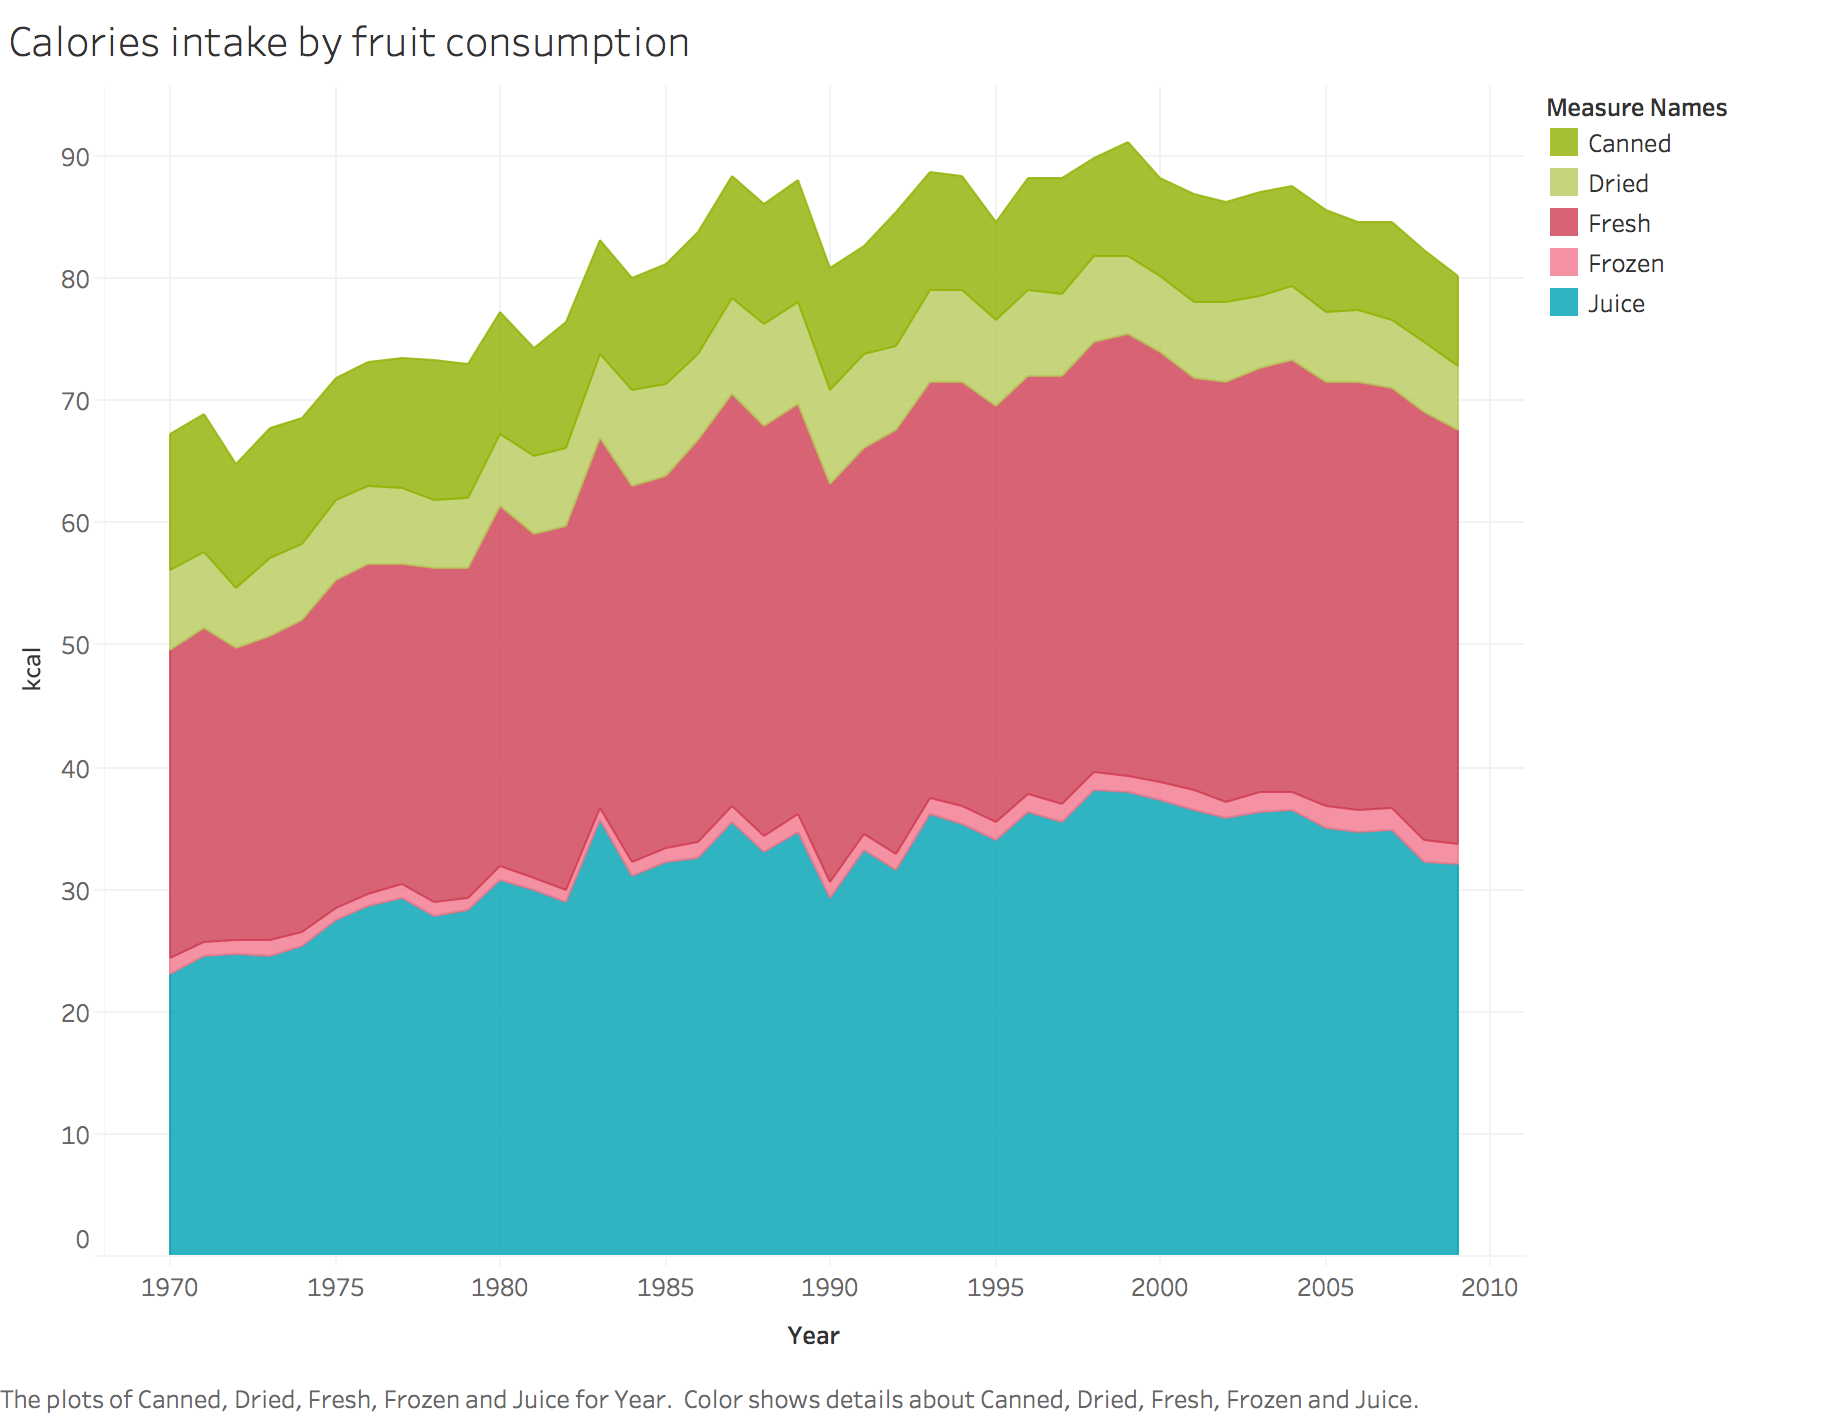 Calories intake by fruit consumption
Measure Names
Canned
Dried
Fresh
Frozen
Juice
90
80
70
60
50
40
30
20
10
0
kcal
1970 1975 1980 1985 1990 1995 2000 2005 2010
Year
The plots of Canned, Dried, Fresh, Frozen and Juice for Year. Color shows details about Canned, Dried, Fresh, Frozen and Juice.